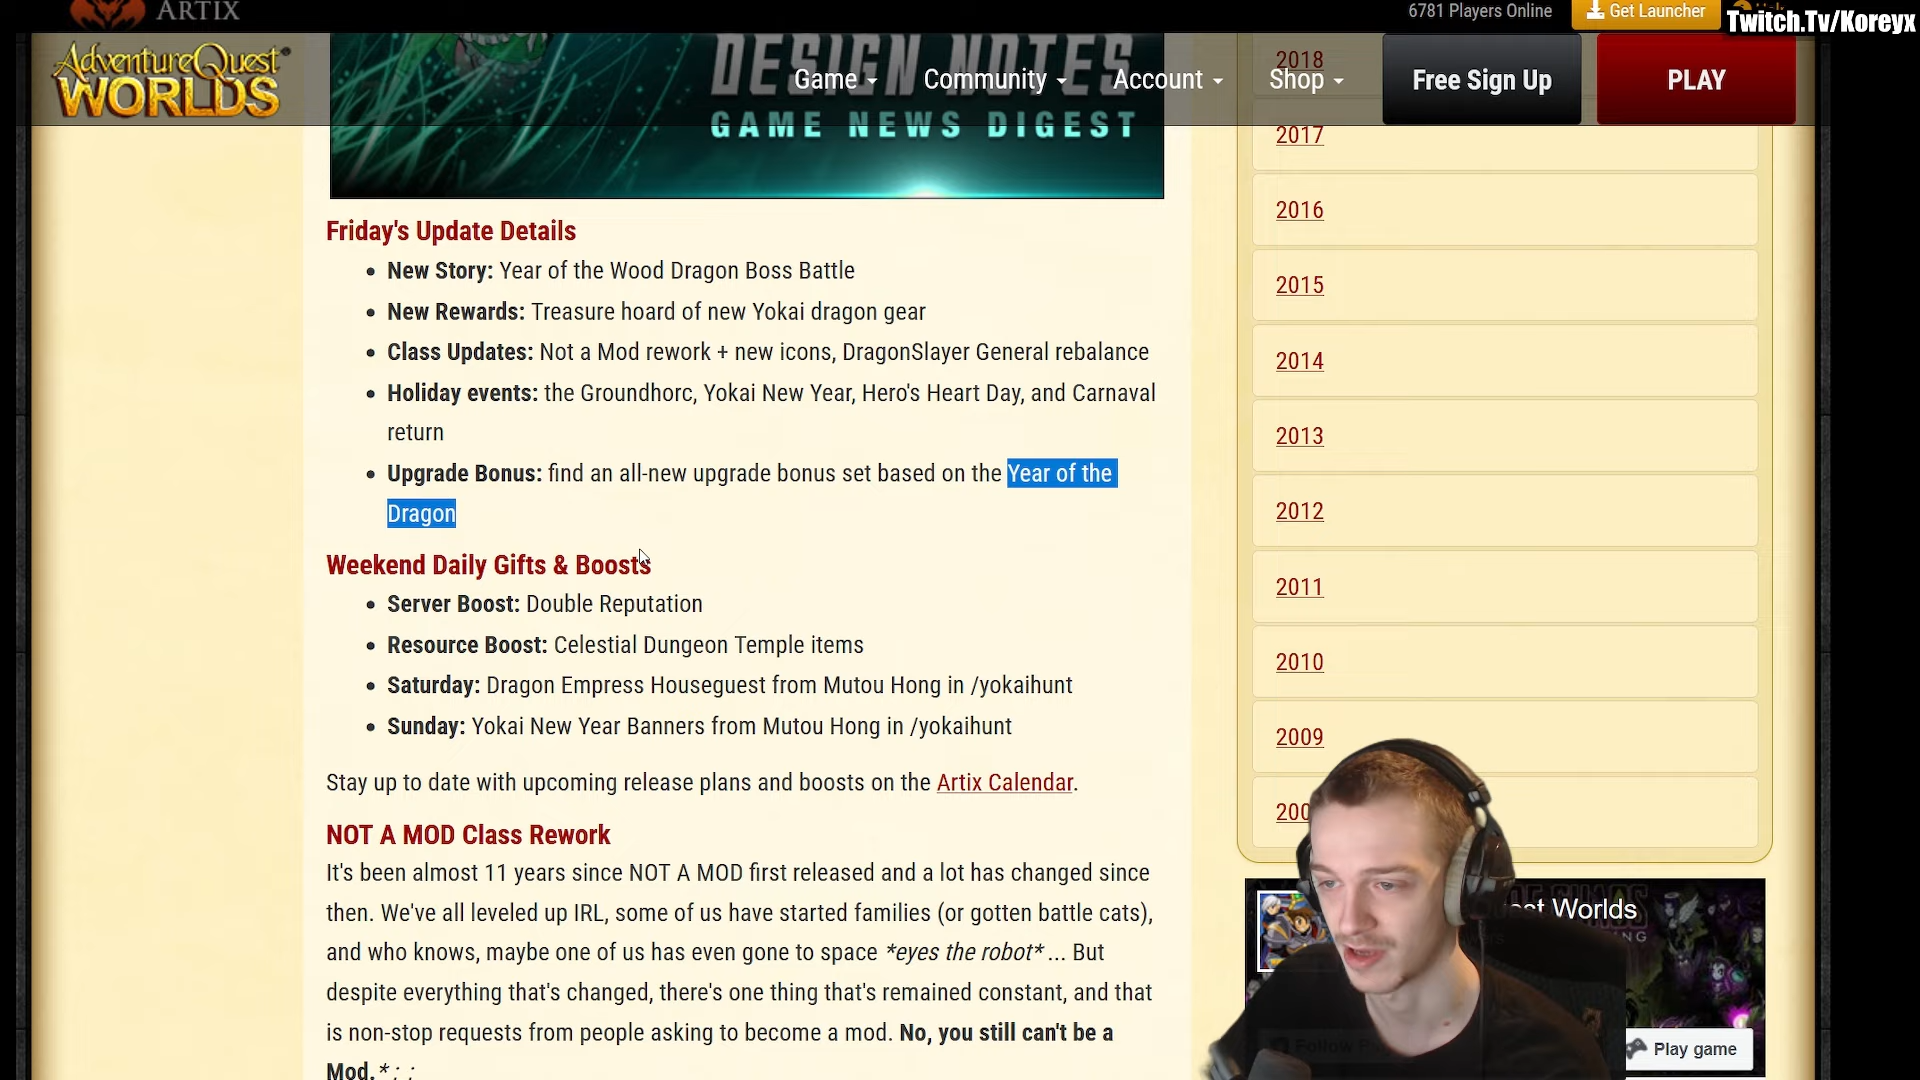 ARTIX
6781 Players Online
Get Launcher
Twitch.Tv/Koreyx
AdventureQuest
WORLDS
DESIGN NOTES
GAME NEWS DIGEST
Game
Community
Account
Shop
Free Sign Up
PLAY
Friday's Update Details
New Story: Year of the Wood Dragon Boss Battle
New Rewards: Treasure hoard of new Yokai dragon gear
Class Updates: Not a Mod rework + new icons, DragonSlayer General rebalance
Holiday events: the Groundhorc, Yokai New Year, Hero's Heart Day, and Carnaval
return
Upgrade Bonus: find an all-new upgrade bonus set based on the Year of the
Dragon
Weekend Daily Gifts & Boosts
Server Boost: Double Reputation
Resource Boost: Celestial Dungeon Temple items
Saturday: Dragon Empress Houseguest from Mutou Hong in /yokaihunt
Sunday: Yokai New Year Banners from Mutou Hong in /yokaihunt
Stay up to date with upcoming release plans and boosts on the Artix Calendar.
NOT A MOD Class Rework
It's been almost 11 years since NOT A MOD first released and a lot has changed since
then. We've all leveled up IRL, some of us have started families (or gotten battle cats),
and who knows, maybe one of us has even gone to space *eyes the robot* ... But
despite everything that's changed, there's one thing that's remained constant, and that
is non-stop requests from people asking to become a mod. No, you still can't be a
Mod.* ; ;
2018
2017
2016
2015
2014
2013
2012
2011
2010
2009
200
Worlds
Play game